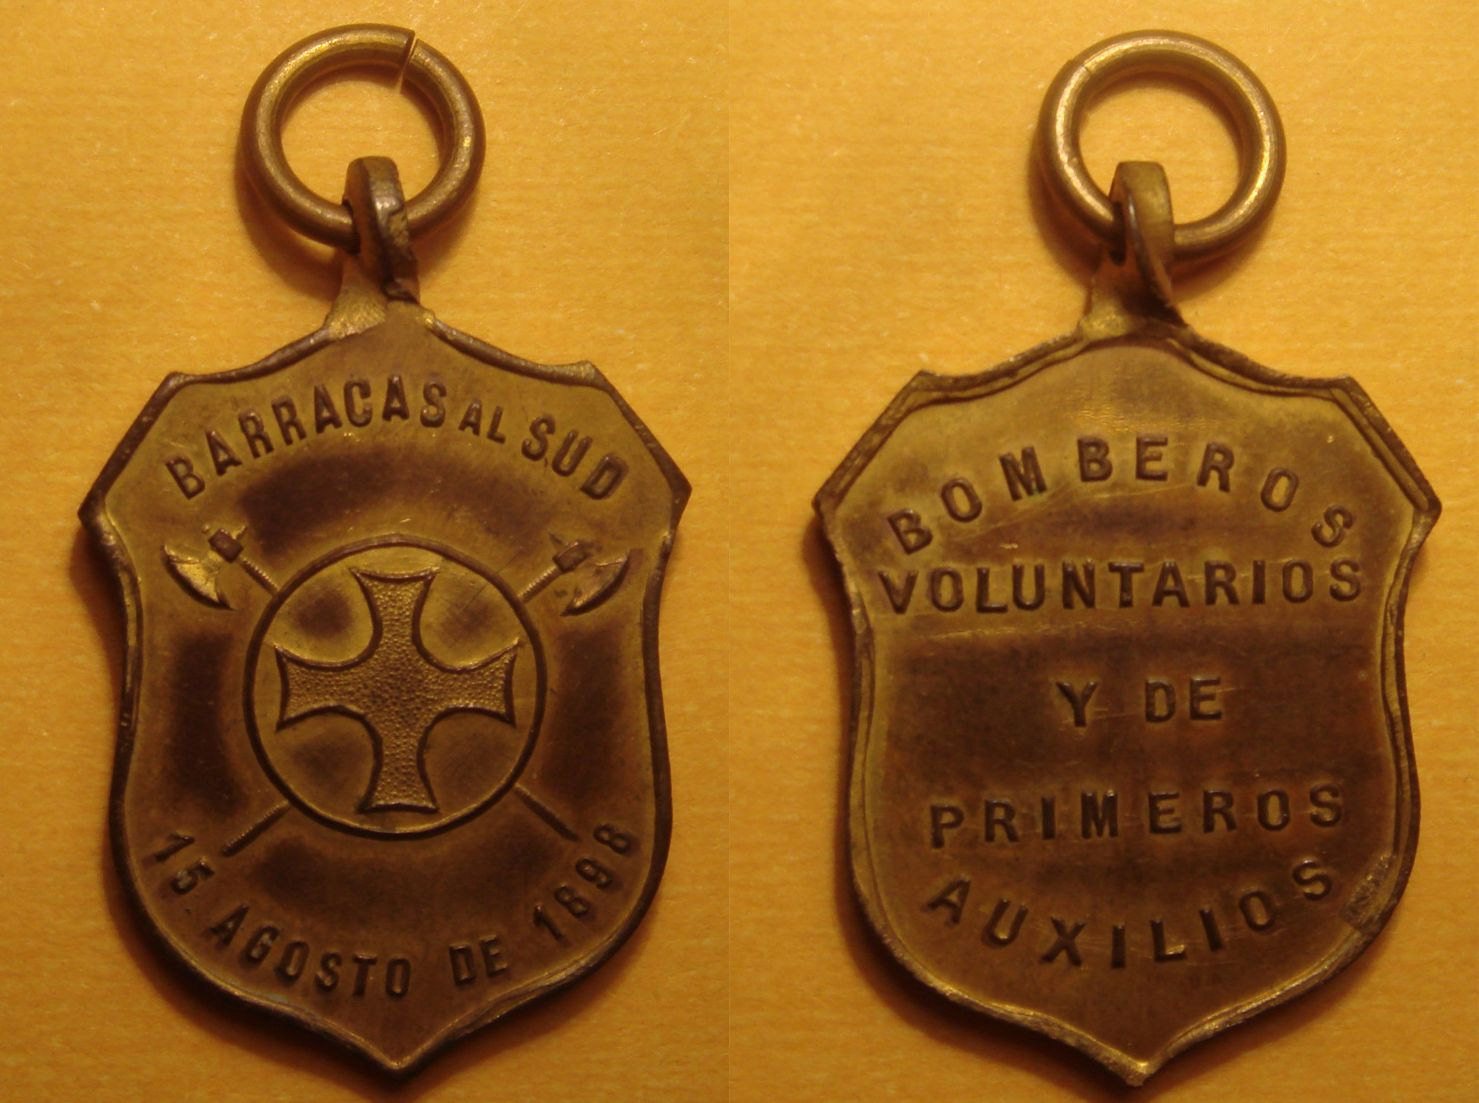 BARRACAS AL SUD
15 AGOSTO DE 1898
BOMBEROS
VOLUNTARIOS
Y DE
PRIMEROS
AUXILIOS